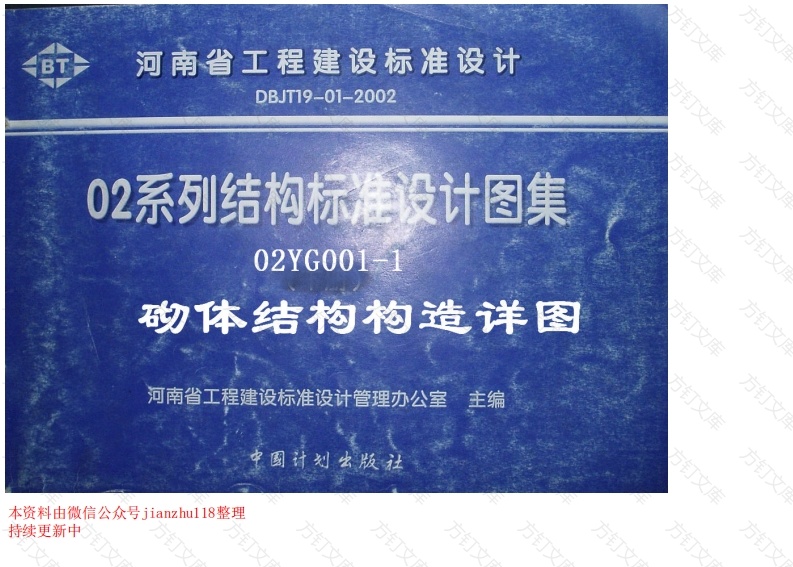 BT
河南省工程建设标准设计
DBJT19-01-2002
02系列结构标准设计图集
02YG001-1
砌体结构构造详图
河南省工程建设标准设计管理办公室 主编
中国计划出版社
本资料由微信公众号jianzhu118整理
持续更新中
方钉文库